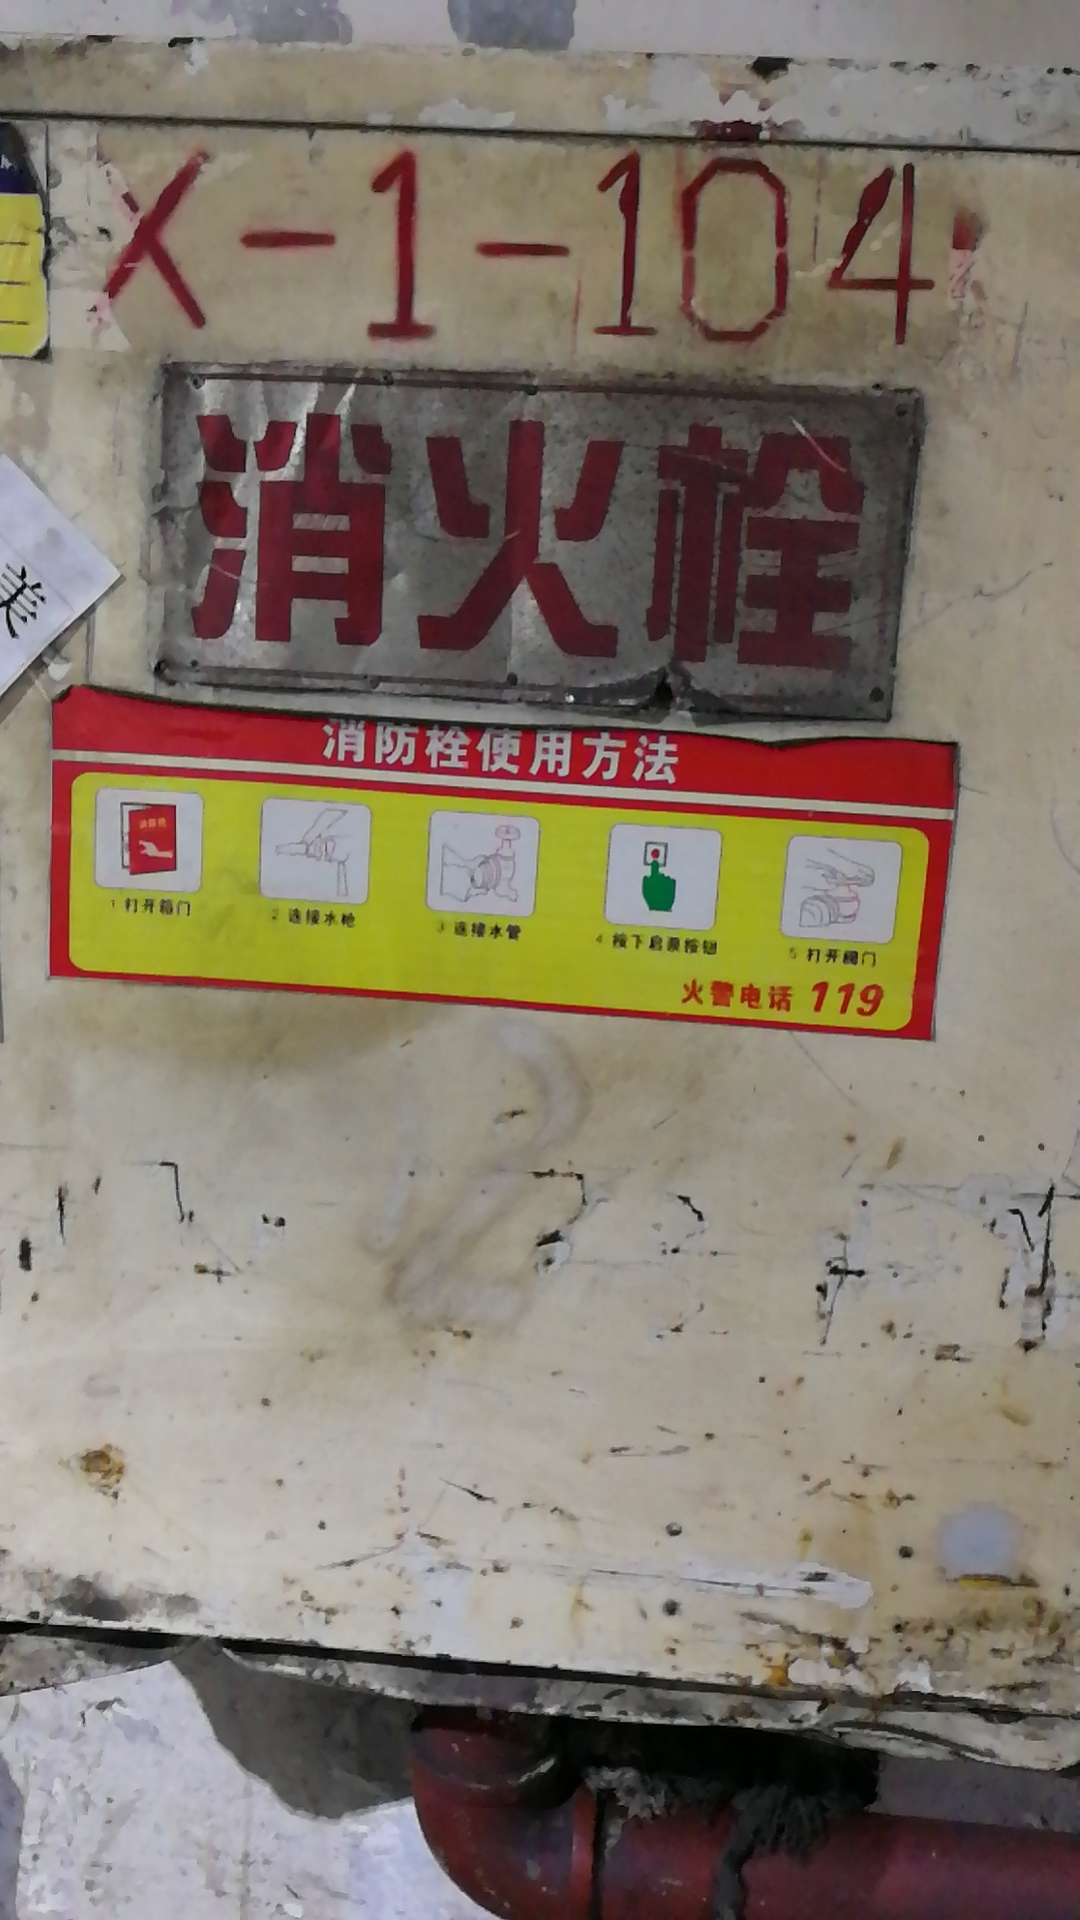 X-1-104
消火栓
消防栓使用方法
1 打开箱门
2 连接水枪
3 连接水管
4 按下启泵按钮
5 打开阀门
火警电话 119
美